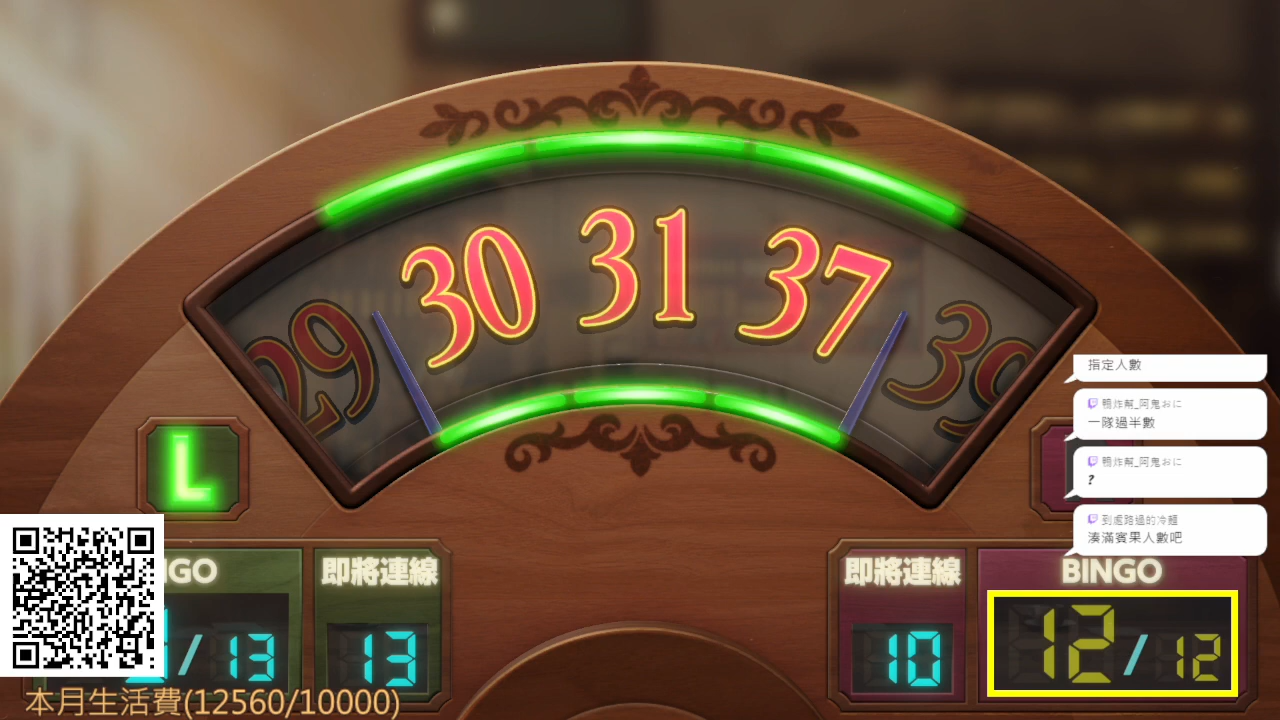 29 30 31 37 39
指定人數
鴨炸幫_阿鬼おに
一隊過半數
鴨炸幫_阿鬼おに
?
到處路過的冷麵
湊滿賓果人數吧
L
GO
即將連線
即將連線
BINGO
/13
13
10
12/12
本月生活費(12560/10000)